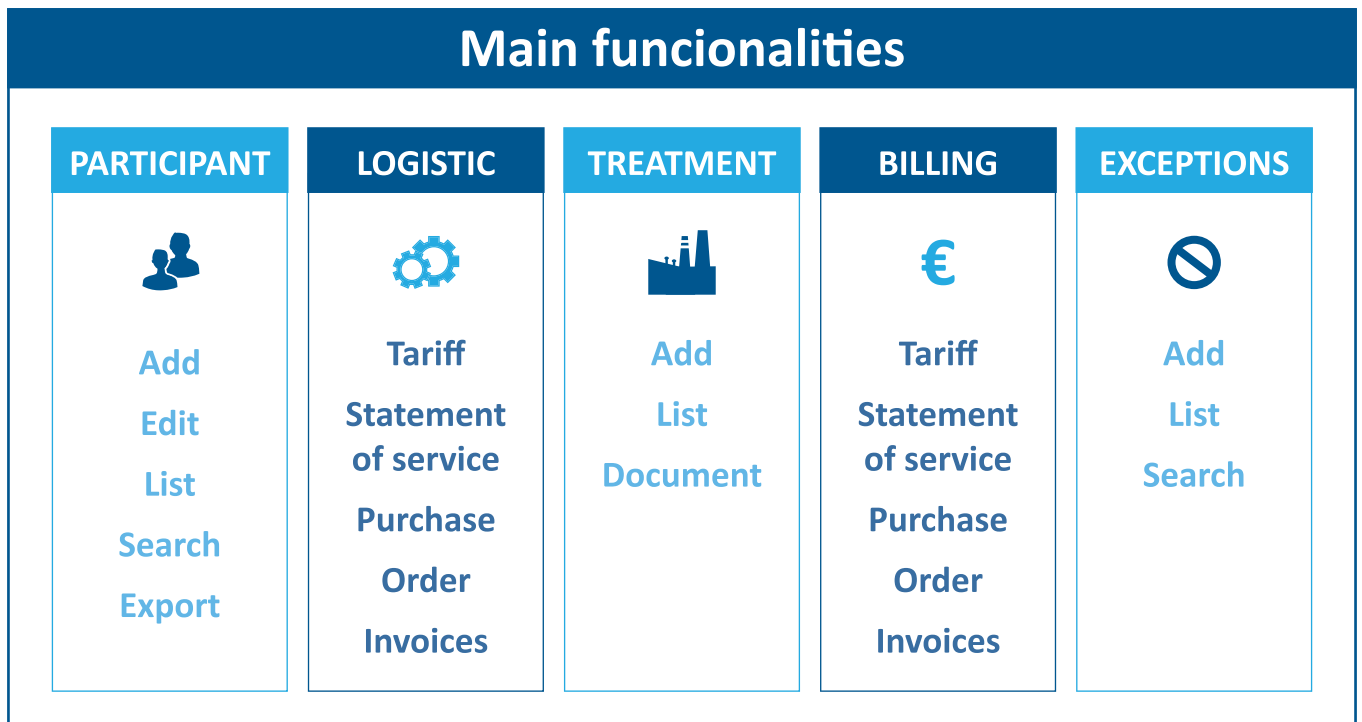 Main funcionalities
PARTICIPANT
Add
Edit
List
Search
Export
LOGISTIC
Tariff
Statement
of service
Purchase
Order
Invoices
TREATMENT
Add
List
Document
BILLING
€
Tariff
Statement
of service
Purchase
Order
Invoices
EXCEPTIONS
Add
List
Search